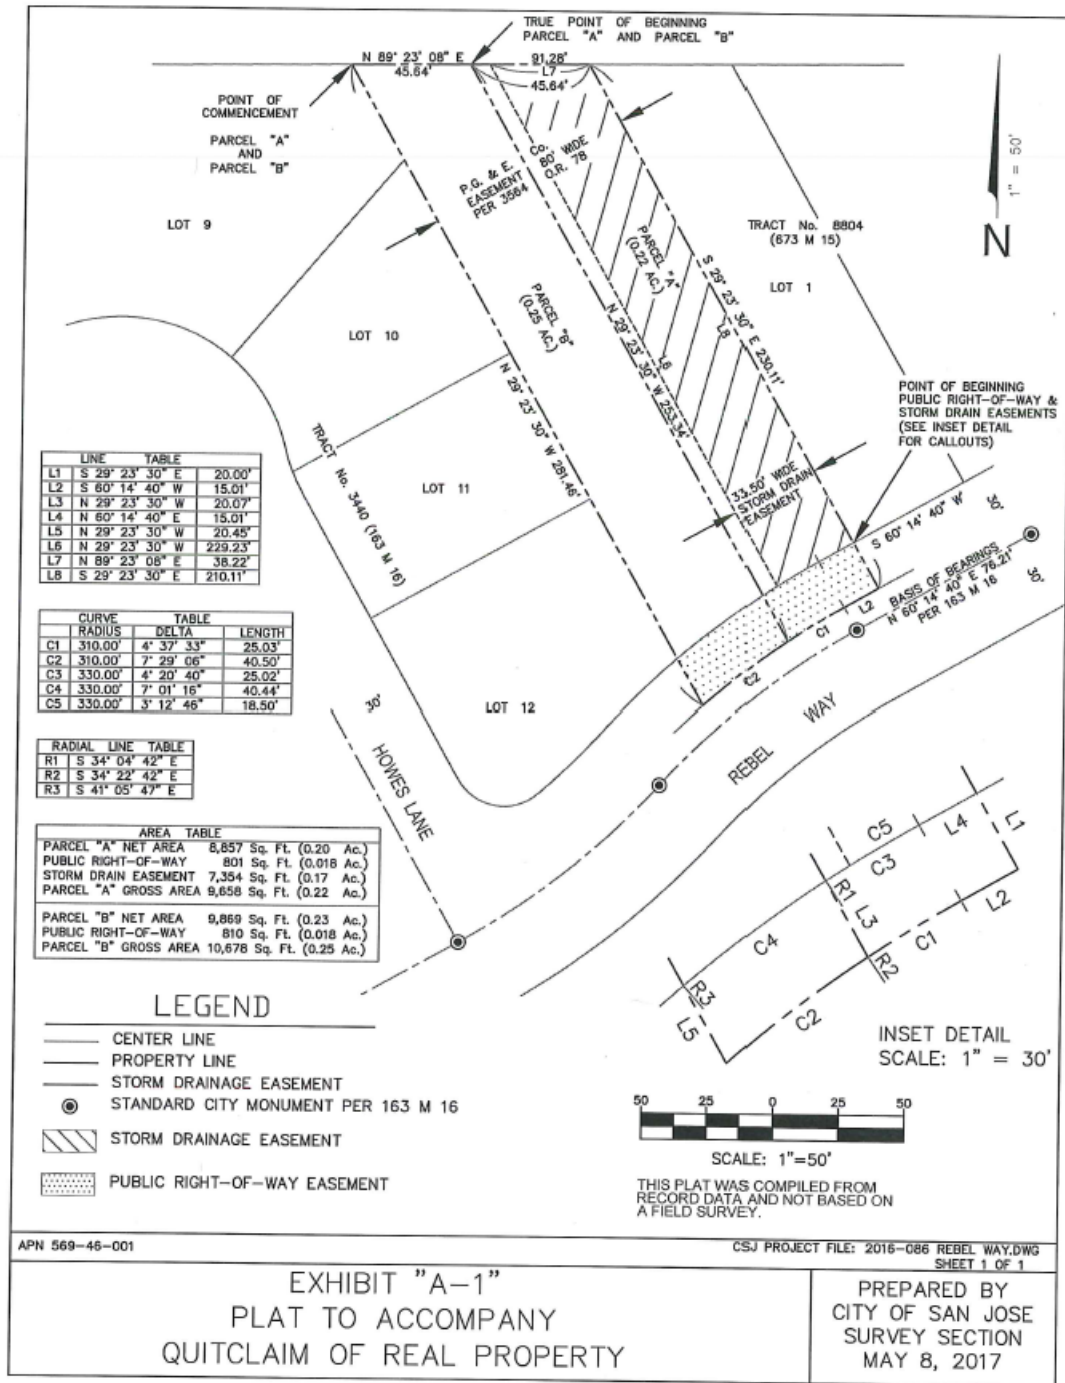 TRUE POINT OF BEGINNING
PARCEL "A" AND PARCEL "B"
N 89° 23' 08" E
45.64'
91.28'
L7
45.64'
POINT OF
COMMENCEMENT
PARCEL "A"
AND
PARCEL "B"
1" = 50'
N
LOT 9
P.G. & E.
EASEMENT
PER 3564
Co.
80' WIDE
O.R. 78
TRACT No. 8804
(673 M 15)
LOT 1
PARCEL "A"
(0.22 AC.)
S 29° 23' 30" E 230.11'
L8
PARCEL "B"
(0.25 AC.)
N 29° 23' 30" W 253.34'
L6
LOT 10
N 29° 23' 30" W 281.46'
POINT OF BEGINNING
PUBLIC RIGHT-OF-WAY &
STORM DRAIN EASEMENTS
(SEE INSET DETAIL
FOR CALLOUTS)
TRACT No. 3440 (163 M 16)
LOT 11
33.50' WIDE
STORM DRAIN
EASEMENT
S 60° 14' 40" W
30'
BASIS OF BEARINGS
N 60° 14' 40" E 76.21'
PER 163 M 16
30'
C1
L2
C2
LINE TABLE
L1 S 29° 23' 30" E 20.00'
L2 S 60° 14' 40" W 15.01'
L3 N 29° 23' 30" W 20.07'
L4 N 60° 14' 40" E 15.01'
L5 N 29° 23' 30" W 20.45'
L6 N 29° 23' 30" W 229.23'
L7 N 89° 23' 08" E 38.22'
L8 S 29° 23' 30" E 210.11'
CURVE TABLE
RADIUS DELTA LENGTH
C1 310.00' 4° 37' 33" 25.03'
C2 310.00' 7° 29' 06" 40.50'
C3 330.00' 4° 20' 40" 25.02'
C4 330.00' 7° 01' 16" 40.44'
C5 330.00' 3° 12' 46" 18.50'
LOT 12
30'
HOWES LANE
REBEL WAY
RADIAL LINE TABLE
R1 S 34° 04' 42" E
R2 S 34° 22' 42" E
R3 S 41° 05' 47" E
AREA TABLE
PARCEL "A" NET AREA 8,857 Sq. Ft. (0.20 Ac.)
PUBLIC RIGHT-OF-WAY 801 Sq. Ft. (0.018 Ac.)
STORM DRAIN EASEMENT 7,354 Sq. Ft. (0.17 Ac.)
PARCEL "A" GROSS AREA 9,658 Sq. Ft. (0.22 Ac.)
PARCEL "B" NET AREA 9,869 Sq. Ft. (0.23 Ac.)
PUBLIC RIGHT-OF-WAY 810 Sq. Ft. (0.018 Ac.)
PARCEL "B" GROSS AREA 10,678 Sq. Ft. (0.25 Ac.)
C5
L4
L1
C3
R1
L3
L2
C4
C1
R2
R3
C2
L5
INSET DETAIL
SCALE: 1" = 30'
LEGEND
CENTER LINE
PROPERTY LINE
STORM DRAINAGE EASEMENT
STANDARD CITY MONUMENT PER 163 M 16
STORM DRAINAGE EASEMENT
PUBLIC RIGHT-OF-WAY EASEMENT
50 25 0 25 50
SCALE: 1"=50'
THIS PLAT WAS COMPILED FROM
RECORD DATA AND NOT BASED ON
A FIELD SURVEY.
APN 569-46-001
CSJ PROJECT FILE: 2016-086 REBEL WAY.DWG
SHEET 1 OF 1
EXHIBIT "A-1"
PLAT TO ACCOMPANY
QUITCLAIM OF REAL PROPERTY
PREPARED BY
CITY OF SAN JOSE
SURVEY SECTION
MAY 8, 2017